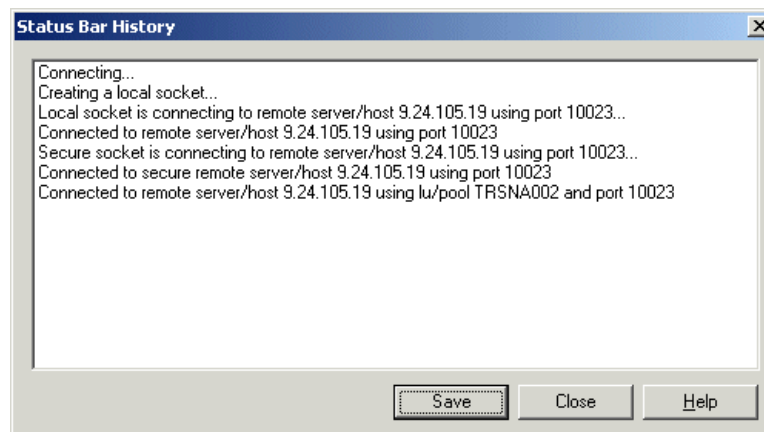 Status Bar History
Connecting...
Creating a local socket...
Local socket is connecting to remote server/host 9.24.105.19 using port 10023...
Connected to remote server/host 9.24.105.19 using port 10023
Secure socket is connecting to remote server/host 9.24.105.19 using port 10023...
Connected to secure remote server/host 9.24.105.19 using port 10023
Connected to remote server/host 9.24.105.19 using lu/pool TRSNA002 and port 10023
Save Close Help